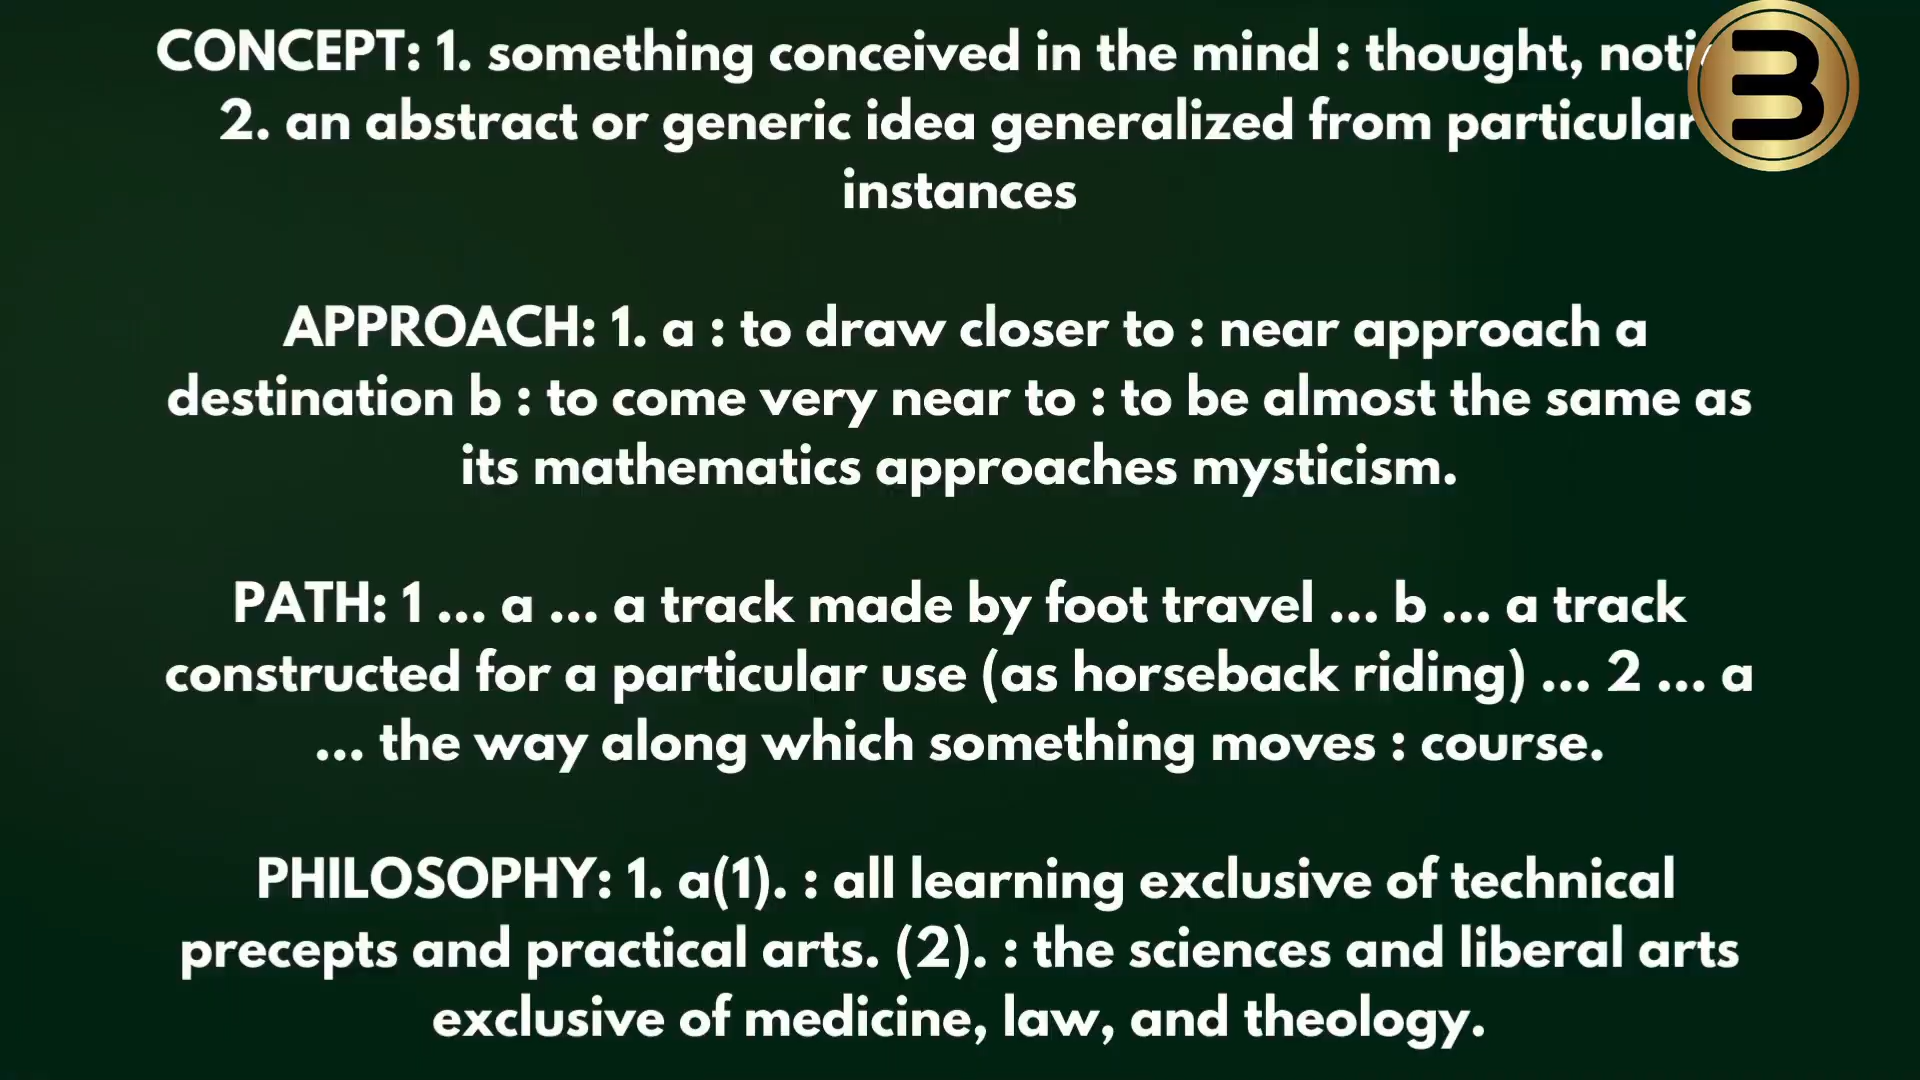 CONCEPT: 1. something conceived in the mind : thought,
2. an abstract or generic idea generalized from particular
instances
APPROACH: 1. a : to draw closer to : near approach a
destination b : to come very near to : to be almost the same as
its mathematics approaches mysticism.
PATH: 1 ... a ... a track made by foot travel ... b ... a track
constructed for a particular use (as horseback riding) ... 2 ... a
... the way along which something moves : course.
PHILOSOPHY: 1. a(1). : all learning exclusive of technical
precepts and practical arts. (2). : the sciences and liberal arts
exclusive of medicine, law, and theology.